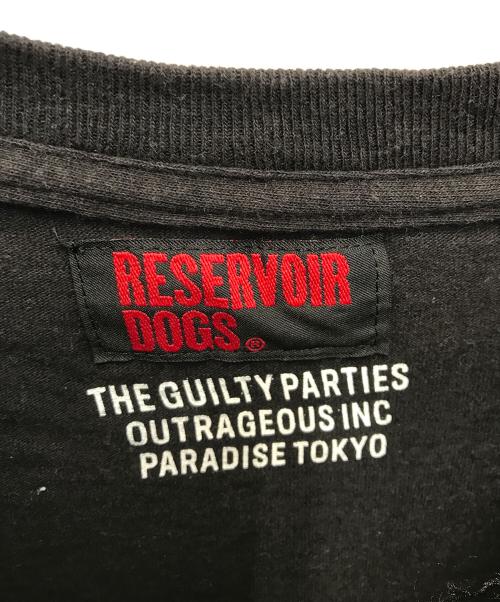 RESERVOIR
DOGS®
THE GUILTY PARTIES
OUTRAGEOUS INC
PARADISE TOKYO